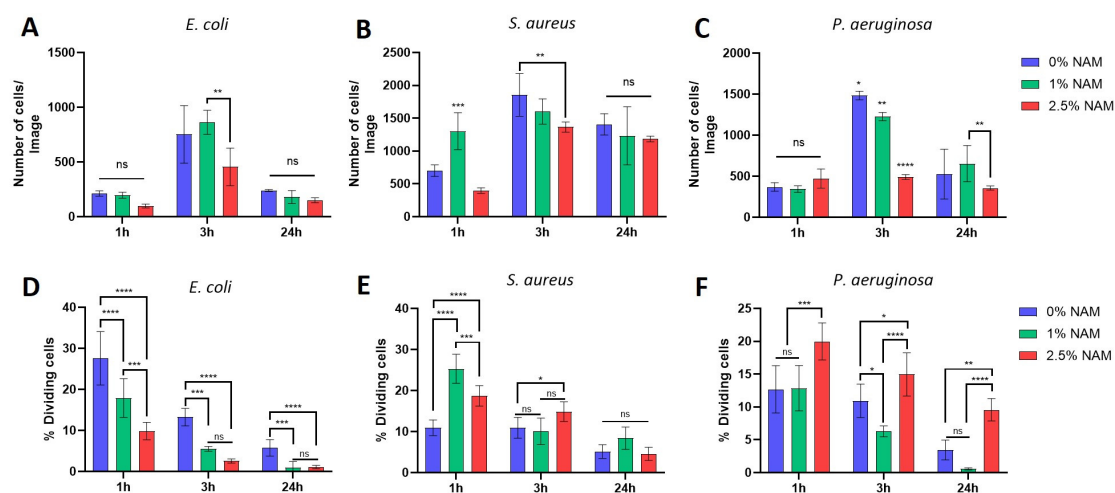 A
E. coli
Number of cells/
Image
1500
1000
500
0
ns
**
ns
1h
3h
24h
B
S. aureus
Number of cells/
Image
2500
2000
1500
1000
500
0
***
**
ns
1h
3h
24h
C
P. aeruginosa
Number of cells/
Image
2000
1500
1000
500
0
ns
*
**
****
**
1h
3h
24h
0% NAM
1% NAM
2.5% NAM
D
E. coli
% Dividing cells
40
30
20
10
0
****
****
***
****
***
ns
****
***
ns
1h
3h
24h
E
S. aureus
% Dividing cells
40
30
20
10
0
****
****
***
*
ns
ns
ns
1h
3h
24h
F
P. aeruginosa
% Dividing cells
25
20
15
10
5
0
***
ns
*
****
*
**
****
ns
1h
3h
24h
0% NAM
1% NAM
2.5% NAM